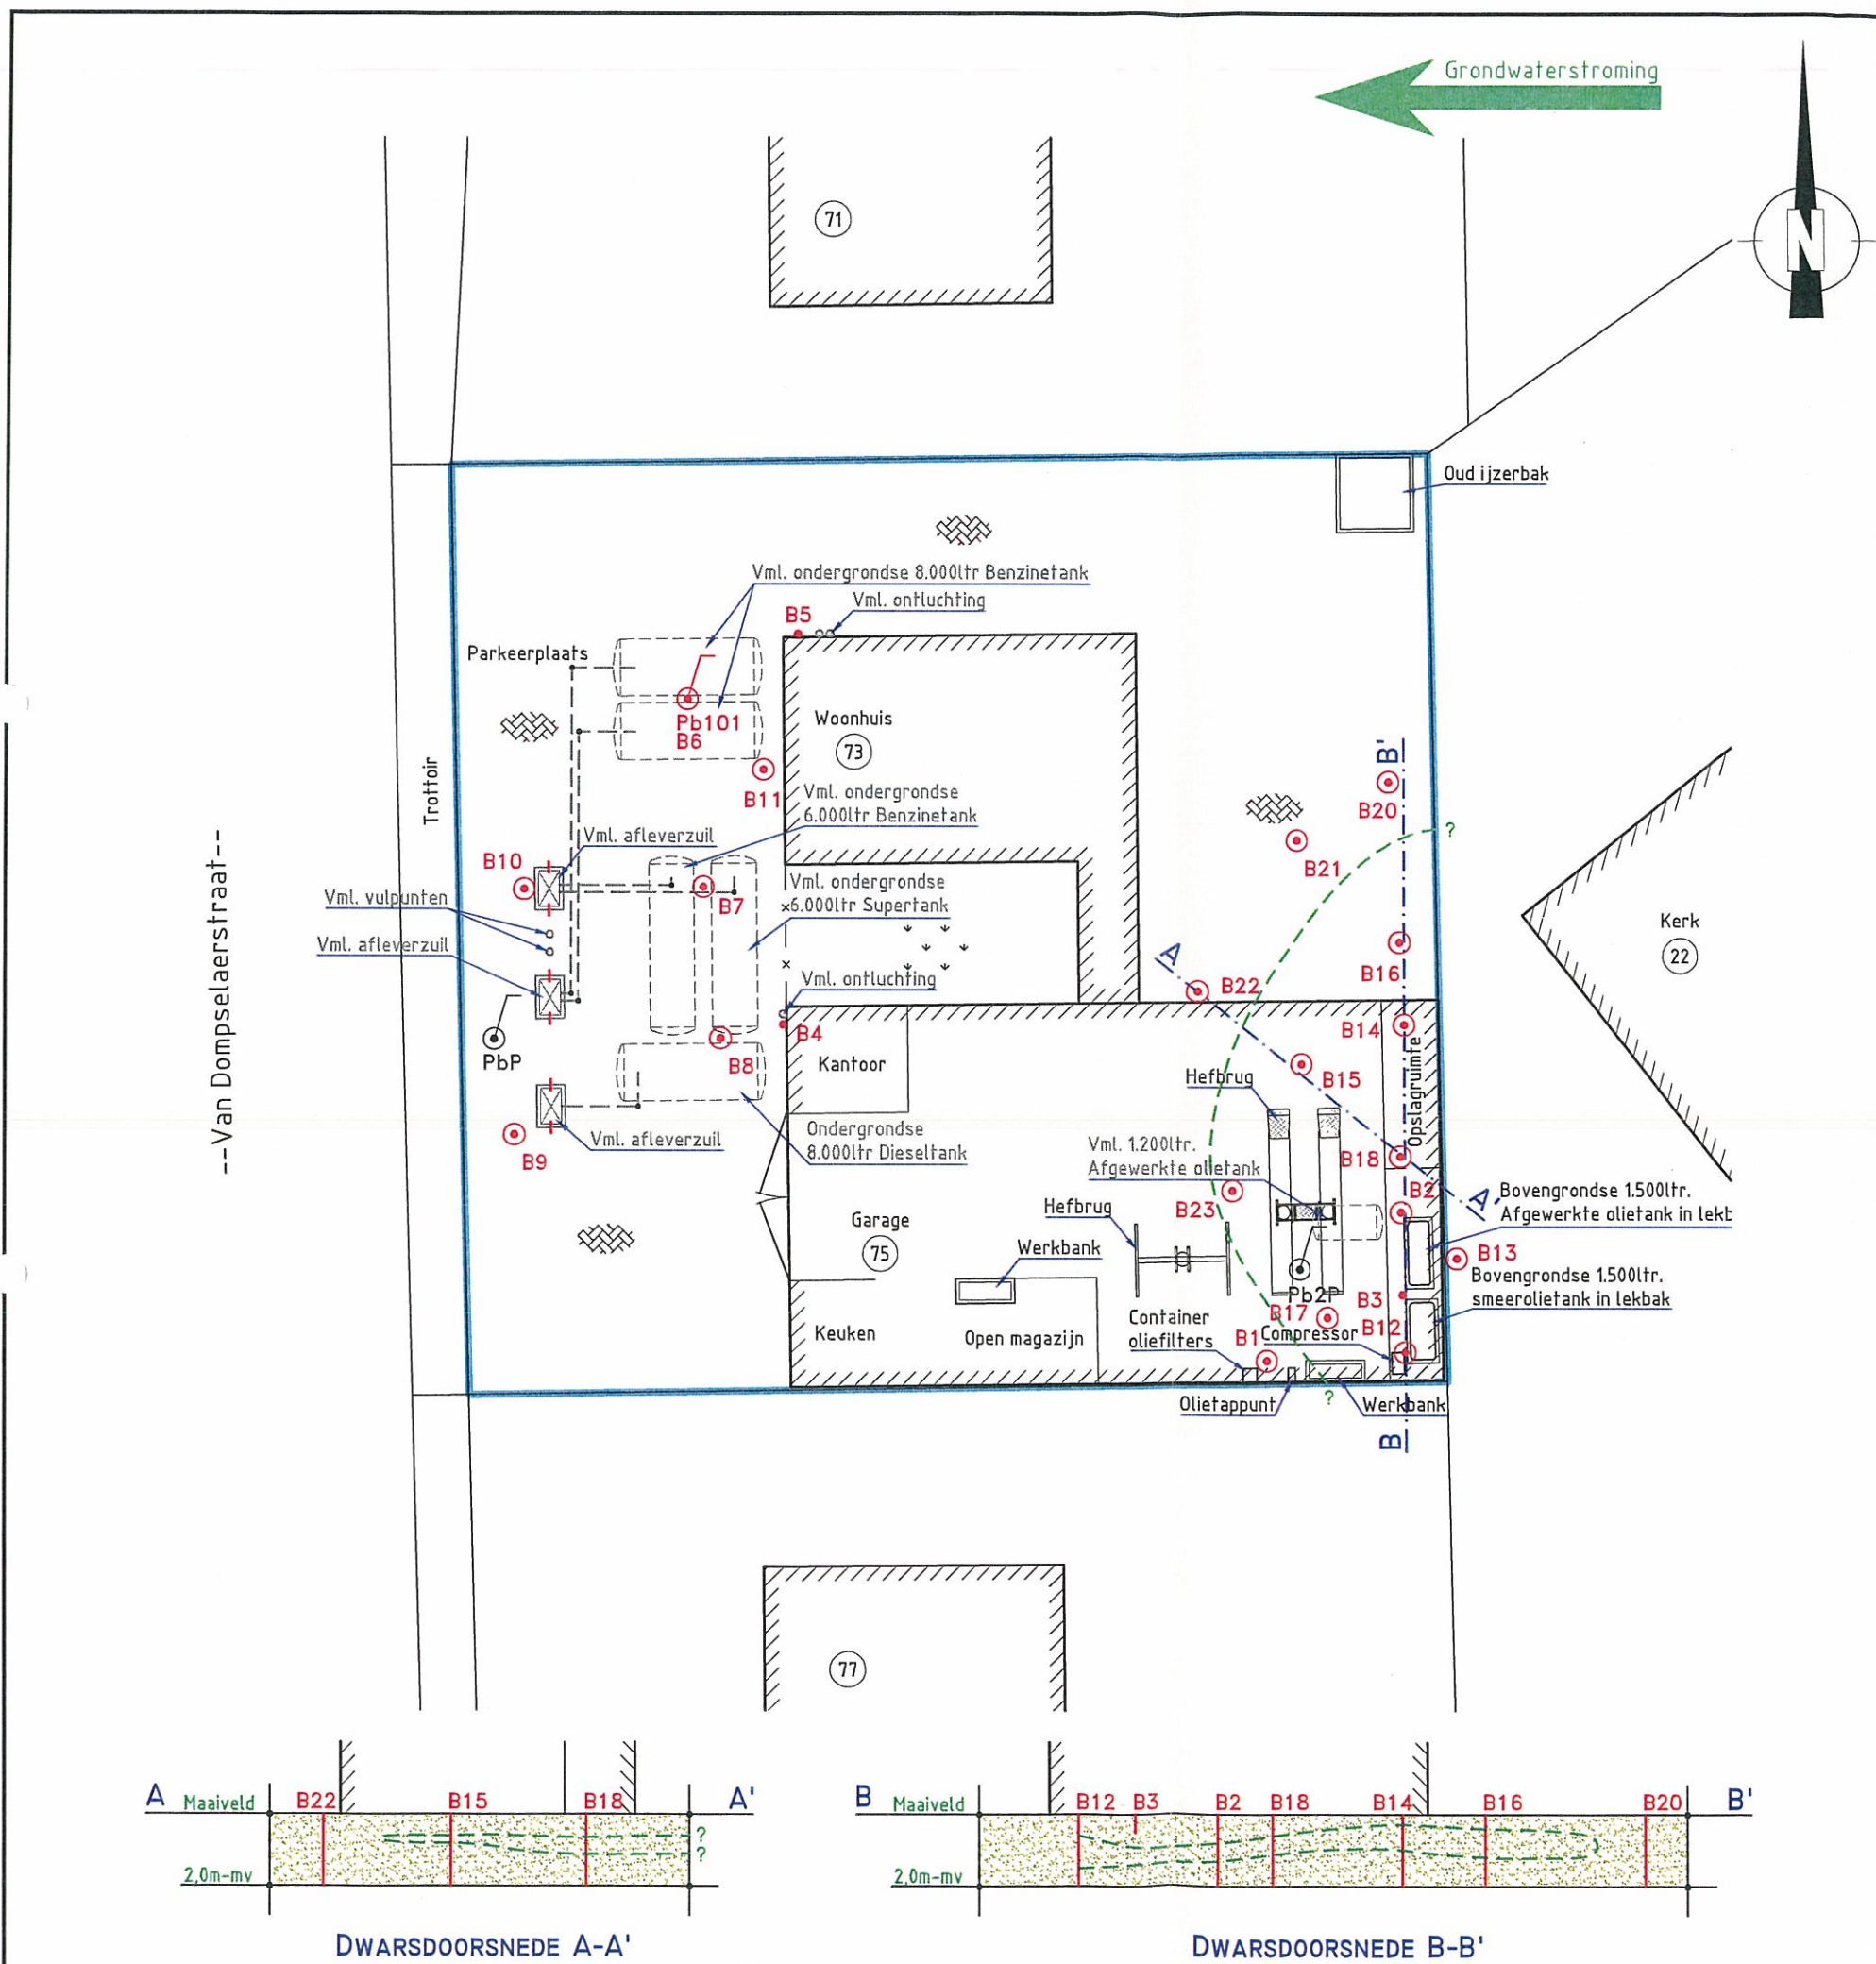 Grondwaterstroming
N
71
Oud ijzerbak
Vml. ondergrondse 8.000ltr Benzinetank
Vml. ontluchting
B5
Parkeerplaats
Pb101
B6
Woonhuis
73
B11
Trottoir
Vml. ondergrondse
6.000ltr Benzinetank
Vml. afleverzuil
B10
B7
Vml. vulpunten
Vml. afleverzuil
Vml. ondergrondse
6.000ltr Supertank
B'
B20
?
B21
Kerk
22
B16
A
B22
Vml. ontluchting
B4
B14
PbP
B8
Kantoor
B15
Opslagruimte
Hefbrug
--Van Dompselaerstraat--
B9
Vml. afleverzuil
Ondergrondse
8.000ltr Dieseltank
Vml. 1.200ltr.
Afgewerkte olietank
B18
B2
A'
Bovengrondse 1.500ltr.
Afgewerkte olietank in lekb
B23
Hefbrug
Garage
75
Werkbank
B13
Bovengrondse 1.500ltr.
smeerolietank in lekbak
Pb2P
B3
B17
Container
oliefilters
B1
Compressor
B12
Keuken
Open magazijn
Olietappunt
?
Werkbank
B
77
A
Maaiveld
B22
B15
B18
A'
?
?
2,0m-mv
DWARSDOORSNEDE A-A'
B
Maaiveld
B12
B3
B2
B18
B14
B16
B20
B'
2,0m-mv
DWARSDOORSNEDE B-B'